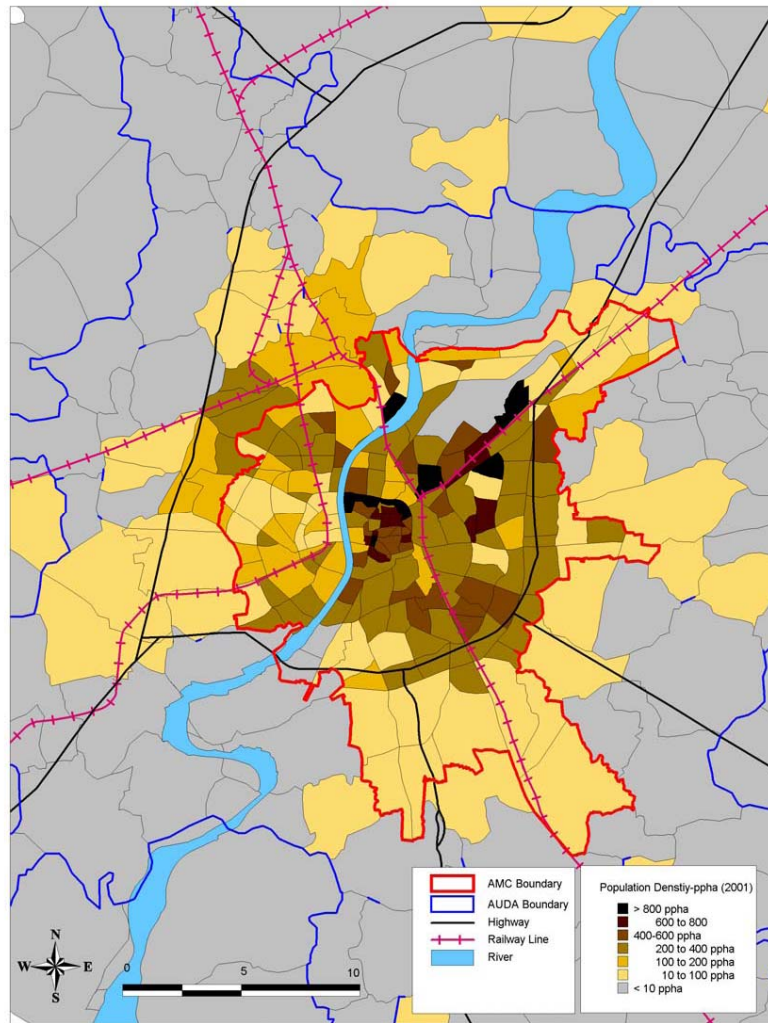 AMC Boundary
AUDA Boundary
Highway
Railway Line
River
Population Denstiy-ppha (2001)
> 800 ppha
600 to 800
400-600 ppha
200 to 400 ppha
100 to 200 ppha
10 to 100 ppha
< 10 ppha
N
W E
S
0 5 10